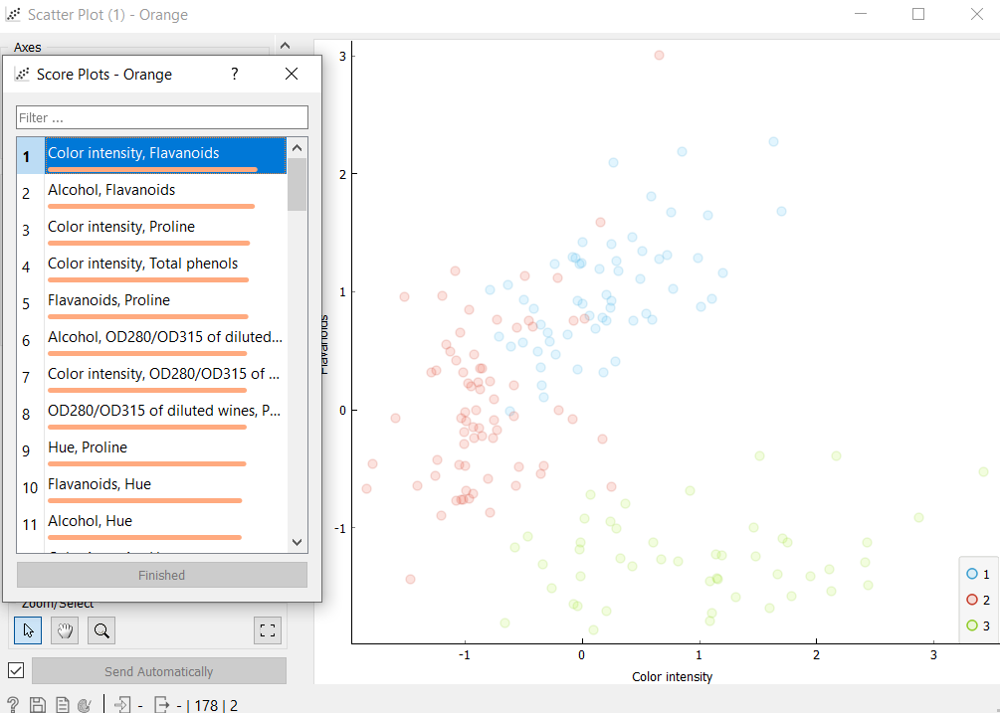 Scatter Plot (1) - Orange
Axes
Score Plots - Orange
?
Filter ...
1 Color intensity, Flavanoids
2 Alcohol, Flavanoids
3 Color intensity, Proline
4 Color intensity, Total phenols
5 Flavanoids, Proline
6 Alcohol, OD280/OD315 of diluted...
7 Color intensity, OD280/OD315 of ...
8 OD280/OD315 of diluted wines, P...
9 Hue, Proline
10 Flavanoids, Hue
11 Alcohol, Hue
Finished
Zoom/Select
Send Automatically
? - | - | 178 | 2
3
2
1
0
-1
Flavanoids
-1 0 1 2 3
Color intensity
1
2
3